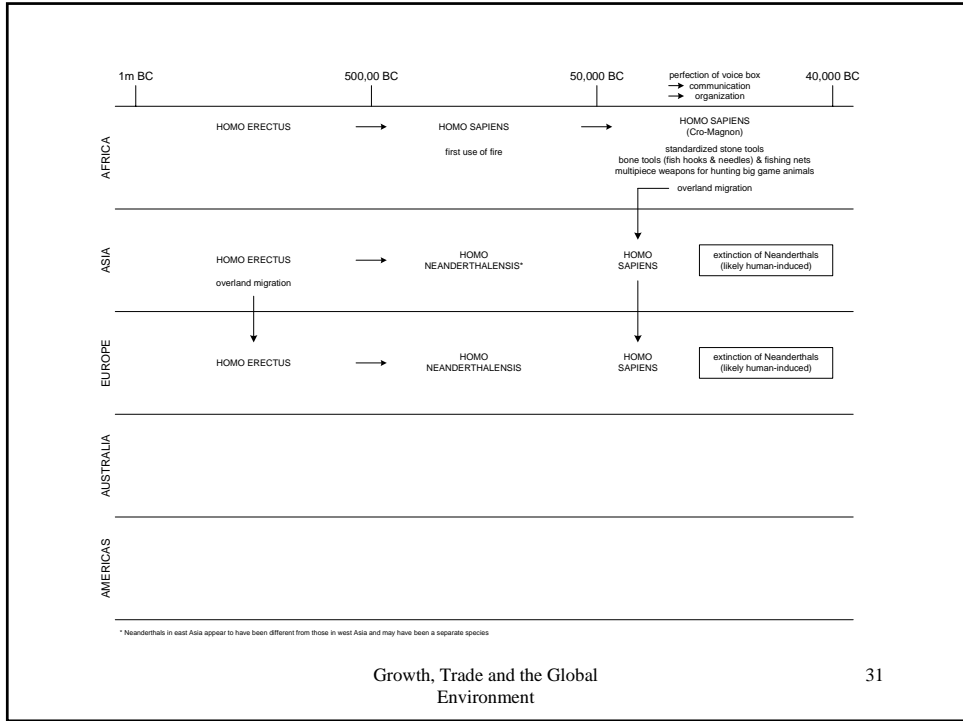 1m BC
500,00 BC
50,000 BC
perfection of voice box
communication
organization
40,000 BC
AFRICA
HOMO ERECTUS
HOMO SAPIENS
first use of fire
HOMO SAPIENS
(Cro-Magnon)
standardized stone tools
bone tools (fish hooks & needles) & fishing nets
multipiece weapons for hunting big game animals
overland migration
ASIA
HOMO ERECTUS
overland migration
HOMO
NEANDERTHALENSIS*
HOMO
SAPIENS
extinction of Neanderthals
(likely human-induced)
EUROPE
HOMO ERECTUS
HOMO
NEANDERTHALENSIS
HOMO
SAPIENS
extinction of Neanderthals
(likely human-induced)
AUSTRALIA
AMERICAS
* Neanderthals in east Asia appear to have been different from those in west Asia and may have been a separate species
Growth, Trade and the Global
Environment
31